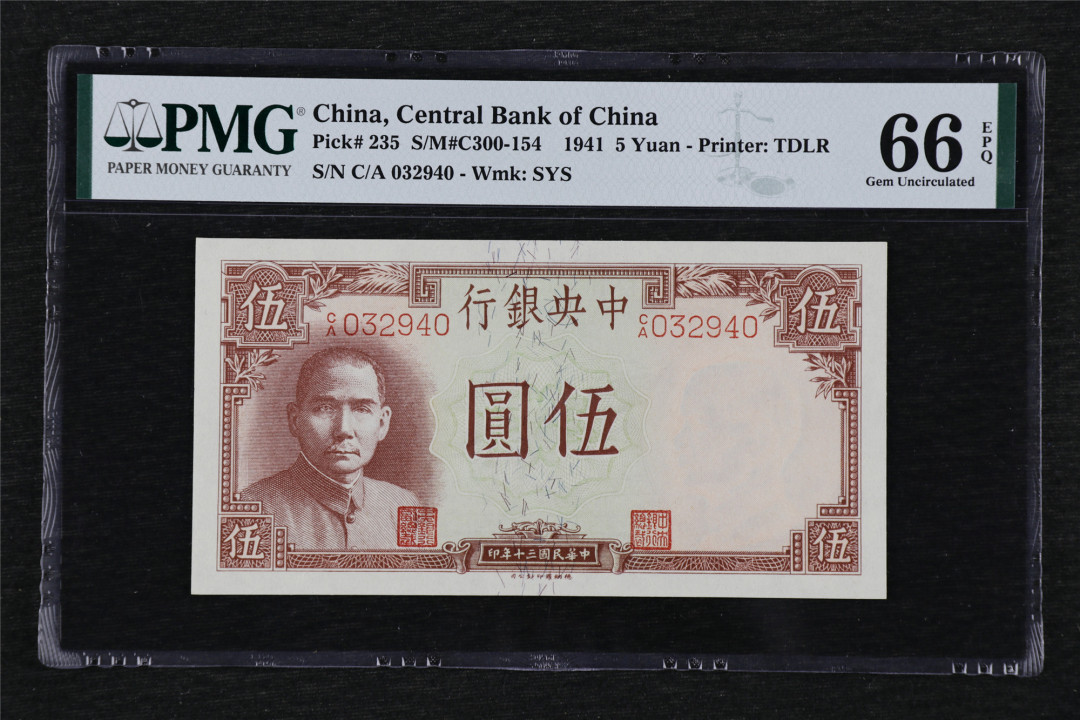 PMG®
PAPER MONEY GUARANTY
China, Central Bank of China
Pick# 235 S/M#C300-154 1941 5 Yuan - Printer: TDLR
S/N C/A 032940 - Wmk: SYS
66
EPQ
Gem Uncirculated
伍
行銀央中
伍
C/A 032940
C/A 032940
圓伍
伍
印年十三國民華中
伍